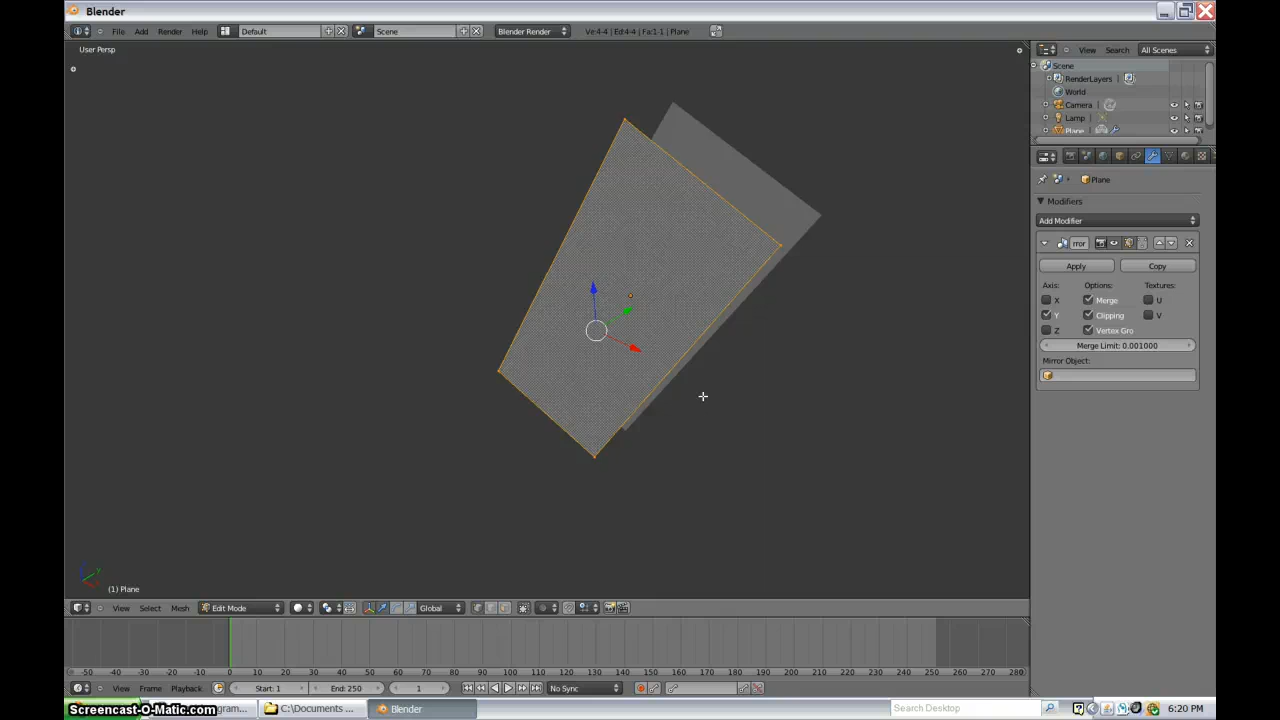 Blender
File Add Render Help Default Scene Blender Render Ve:4-4 | Ed:4-4 | Fa:1-1 | Plane
User Persp
View Search All Scenes
Scene
RenderLayers
World
Camera
Lamp
Plane
Plane
Modifiers
Add Modifier
rror
Apply Copy
Axis: Options: Textures:
X Merge U
Y Clipping V
Z Vertex Gro
Merge Limit: 0.001000
Mirror Object:
(1) Plane
View Select Mesh Edit Mode Global
-50 -40 -30 -20 -10 0 10 20 30 40 50 60 70 80 90 100 110 120 130 140 150 160 170 180 190 200 210 220 230 240 250 260 270 280
View Frame Playback Start: 1 End: 250 1 No Sync
Screencast-O-Matic.com gram... C:\Documents ... Blender Search Desktop 6:20 PM